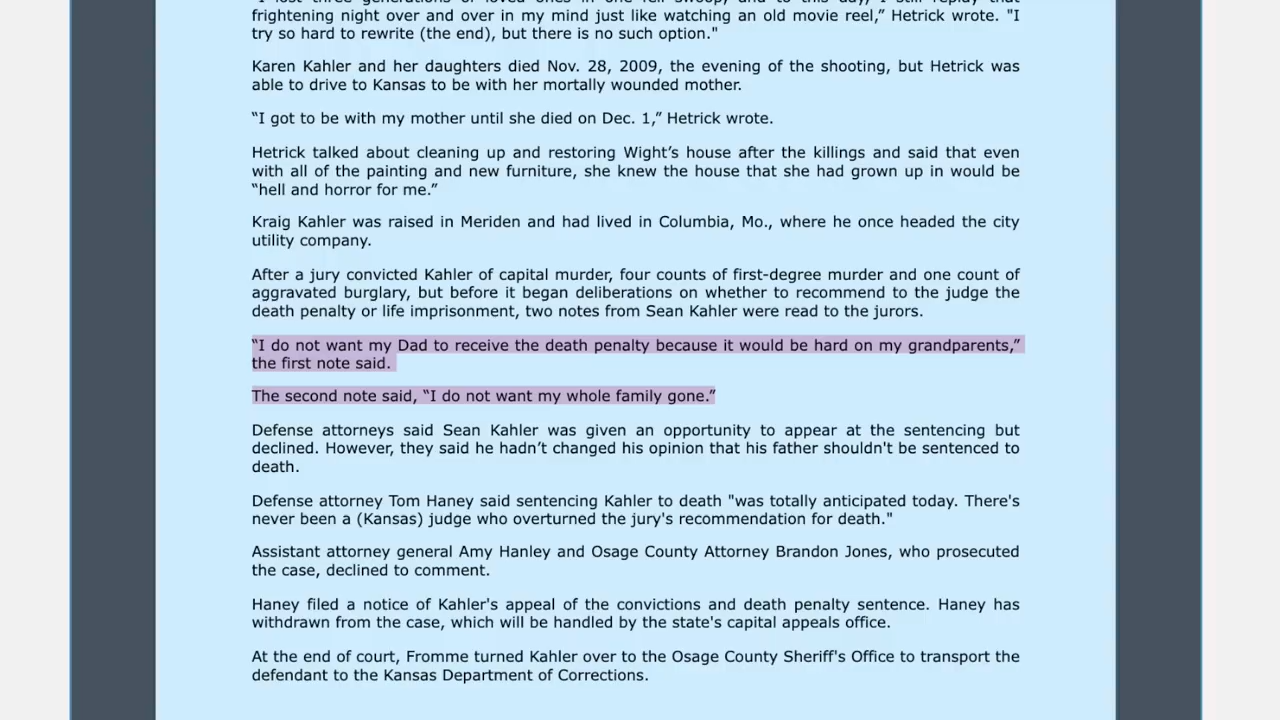 "I lost three generations of loved ones in one fell swoop, and to this day, I still replay that
frightening night over and over in my mind just like watching an old movie reel,” Hetrick wrote. "I
try so hard to rewrite (the end), but there is no such option."
Karen Kahler and her daughters died Nov. 28, 2009, the evening of the shooting, but Hetrick was
able to drive to Kansas to be with her mortally wounded mother.
“I got to be with my mother until she died on Dec. 1,” Hetrick wrote.
Hetrick talked about cleaning up and restoring Wight’s house after the killings and said that even
with all of the painting and new furniture, she knew the house that she had grown up in would be
“hell and horror for me.”
Kraig Kahler was raised in Meriden and had lived in Columbia, Mo., where he once headed the city
utility company.
After a jury convicted Kahler of capital murder, four counts of first-degree murder and one count of
aggravated burglary, but before it began deliberations on whether to recommend to the judge the
death penalty or life imprisonment, two notes from Sean Kahler were read to the jurors.
“I do not want my Dad to receive the death penalty because it would be hard on my grandparents,”
the first note said.
The second note said, “I do not want my whole family gone.”
Defense attorneys said Sean Kahler was given an opportunity to appear at the sentencing but
declined. However, they said he hadn’t changed his opinion that his father shouldn't be sentenced to
death.
Defense attorney Tom Haney said sentencing Kahler to death "was totally anticipated today. There's
never been a (Kansas) judge who overturned the jury's recommendation for death."
Assistant attorney general Amy Hanley and Osage County Attorney Brandon Jones, who prosecuted
the case, declined to comment.
Haney filed a notice of Kahler's appeal of the convictions and death penalty sentence. Haney has
withdrawn from the case, which will be handled by the state's capital appeals office.
At the end of court, Fromme turned Kahler over to the Osage County Sheriff's Office to transport the
defendant to the Kansas Department of Corrections.